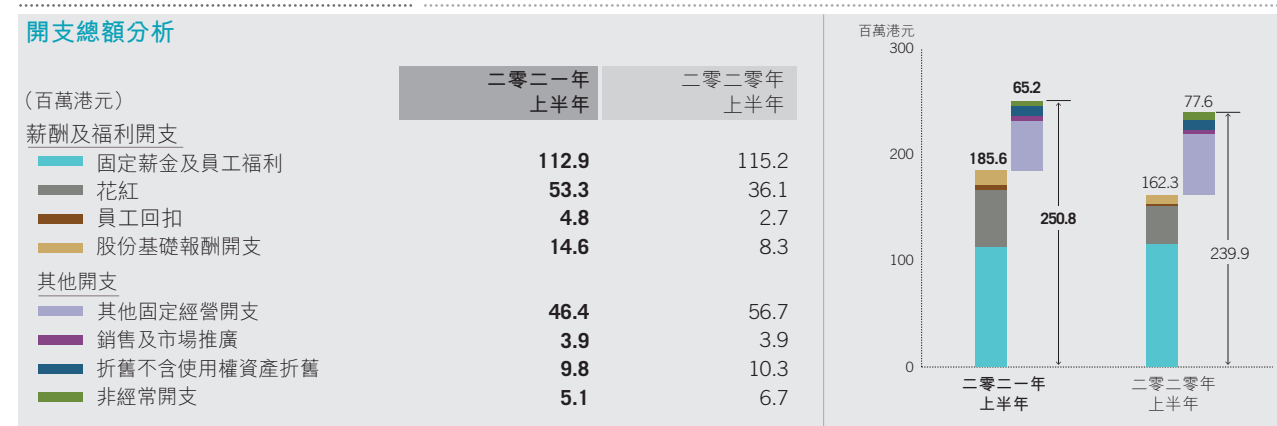 開支總額分析
二零二一年 二零二零年
(百萬港元) 上半年 上半年
薪酬及福利開支
固定薪金及員工福利 112.9 115.2
花紅 53.3 36.1
員工回扣 4.8 2.7
股份基礎報酬開支 14.6 8.3
其他開支
其他固定經營開支 46.4 56.7
銷售及市場推廣 3.9 3.9
折舊不含使用權資產折舊 9.8 10.3
非經常開支 5.1 6.7
百萬港元
300
65.2
77.6
200
185.6
162.3
250.8
239.9
100
0
二零二一年 二零二零年
上半年 上半年